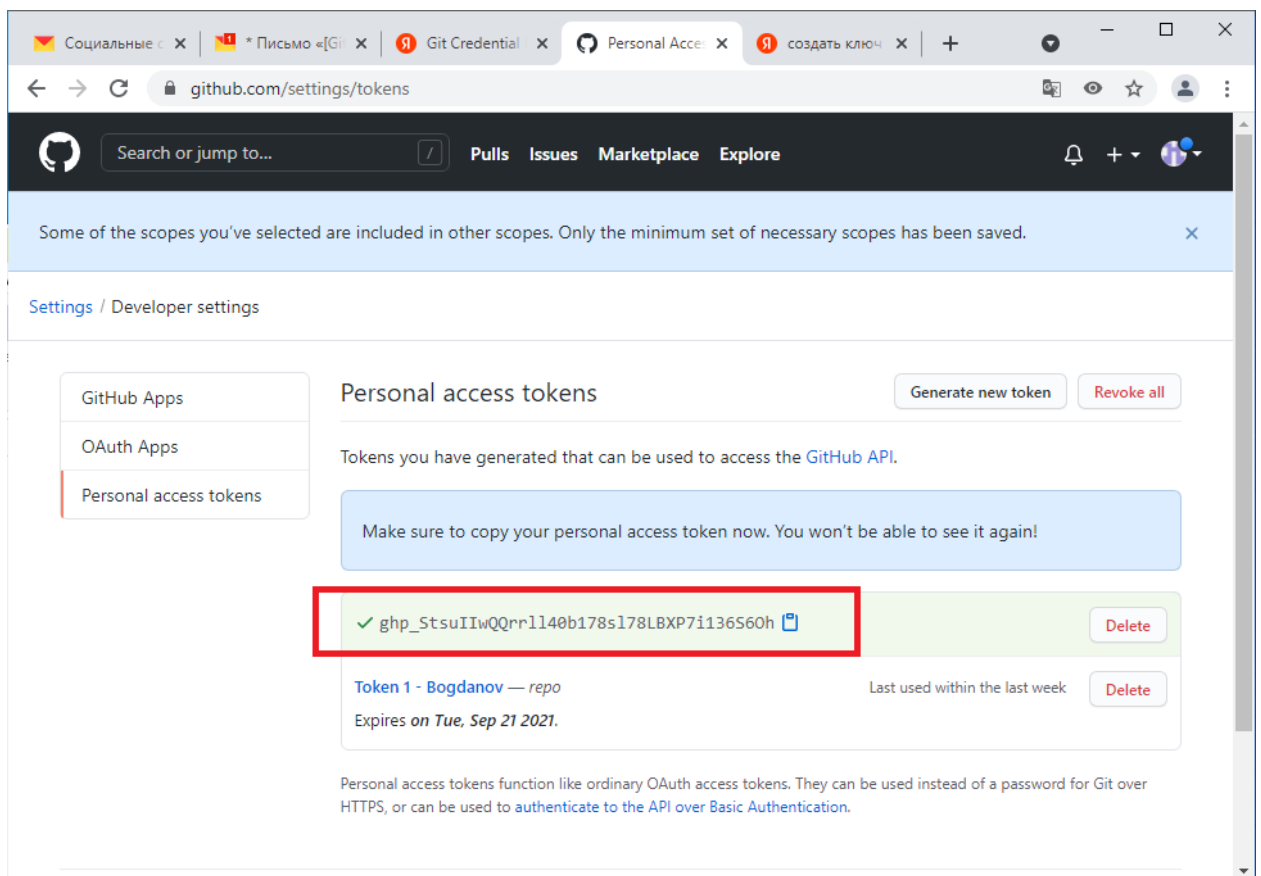 Социальные с
* Письмо «[Gi
Git Credential
Personal Acces
создать ключ
github.com/settings/tokens
Search or jump to...
/
Pulls Issues Marketplace Explore
Some of the scopes you've selected are included in other scopes. Only the minimum set of necessary scopes has been saved.
Settings / Developer settings
GitHub Apps
OAuth Apps
Personal access tokens
Personal access tokens
Generate new token
Revoke all
Tokens you have generated that can be used to access the GitHub API.
Make sure to copy your personal access token now. You won't be able to see it again!
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
Delete
Token 1 - Bogdanov — repo
Last used within the last week
Delete
Expires on Tue, Sep 21 2021.
Personal access tokens function like ordinary OAuth access tokens. They can be used instead of a password for Git over
HTTPS, or can be used to authenticate to the API over Basic Authentication.